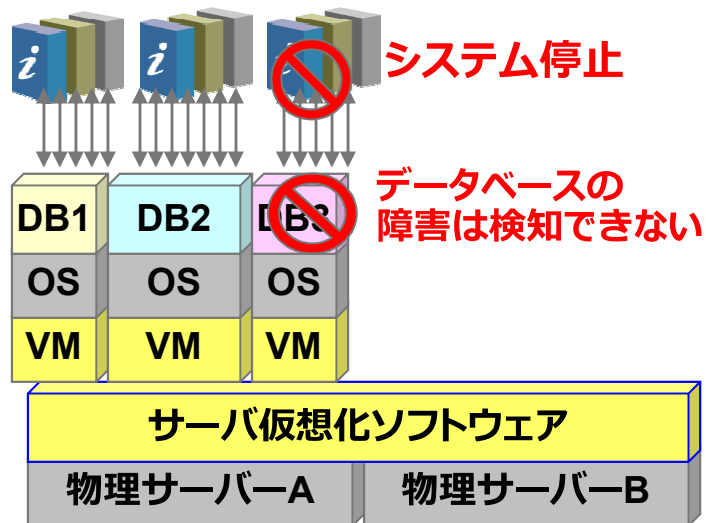 i
i
i
システム停止
データベースの
障害は検知できない
DB1
DB2
DB3
OS
OS
OS
VM
VM
VM
サーバ仮想化ソフトウェア
物理サーバーA
物理サーバーB